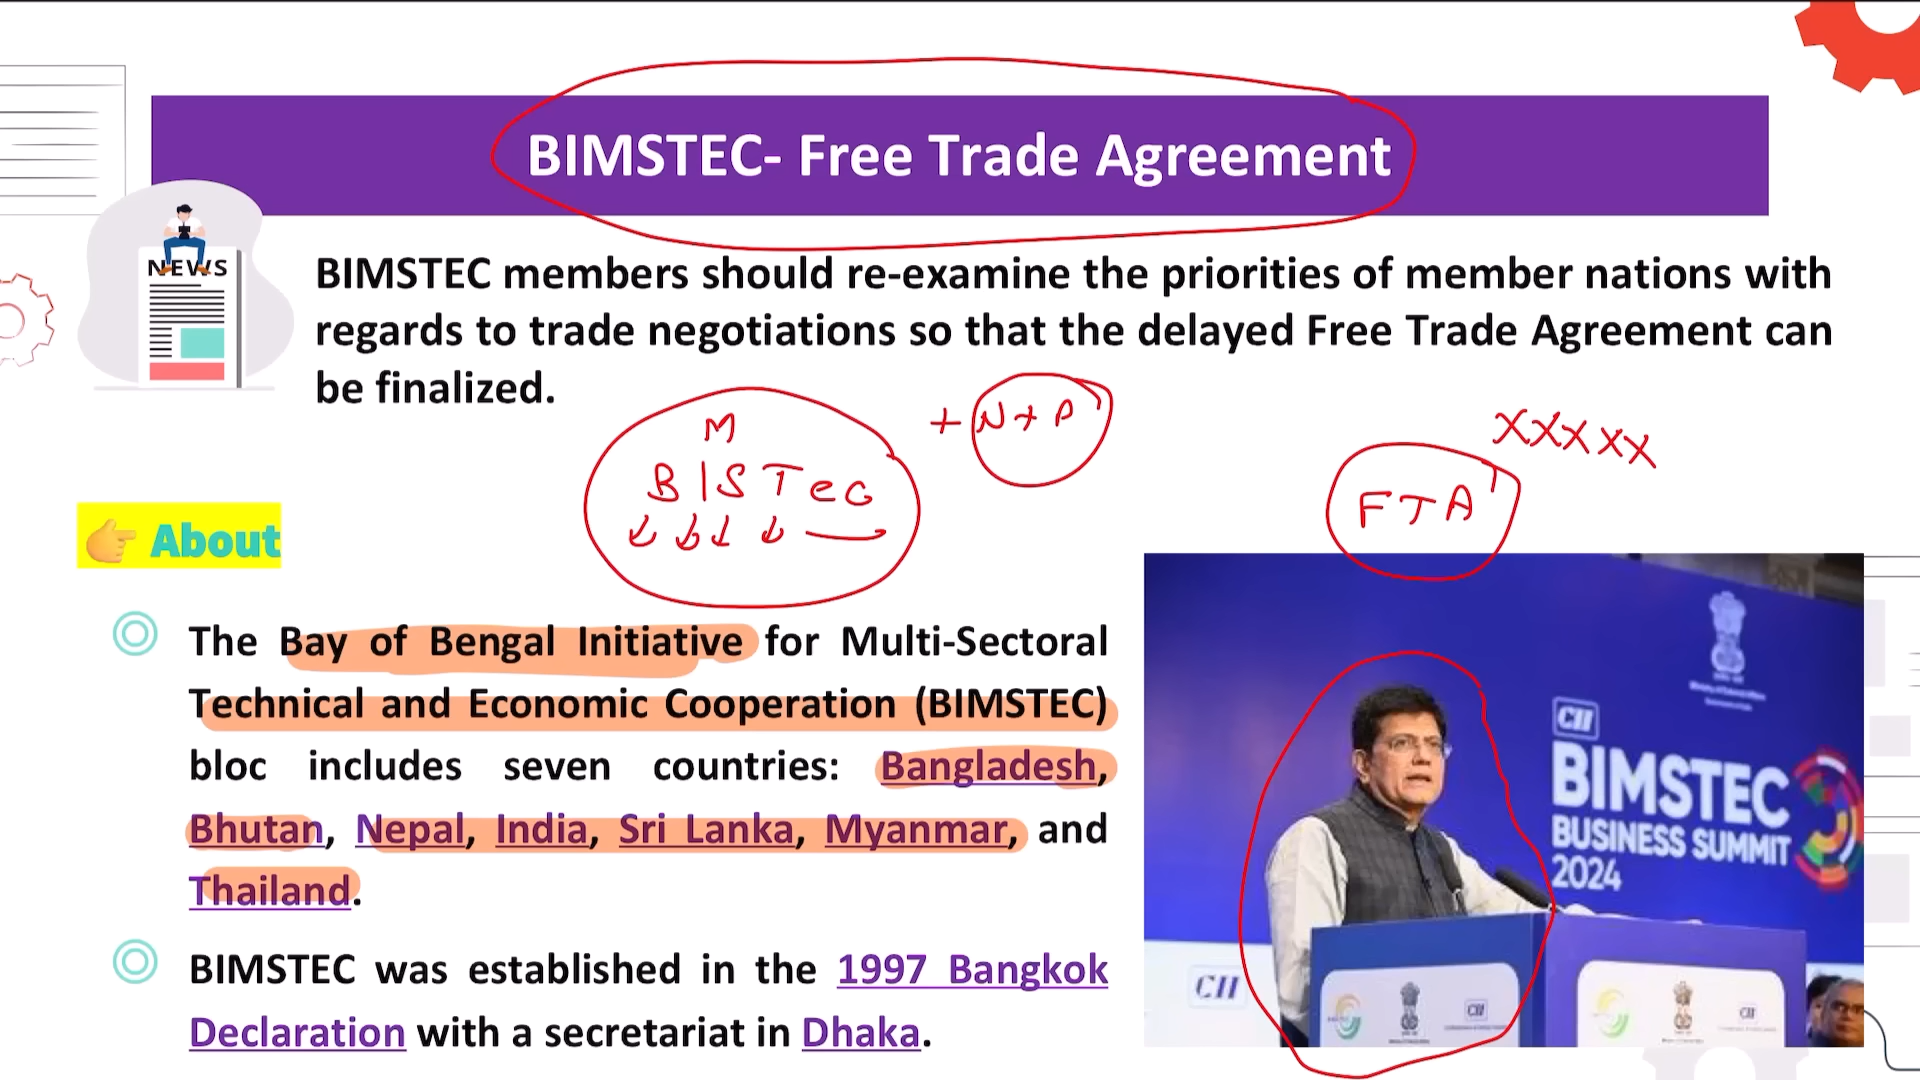 BIMSTEC- Free Trade Agreement
NEWS
BIMSTEC members should re-examine the priorities of member nations with
regards to trade negotiations so that the delayed Free Trade Agreement can
be finalized.
M
BISTeC
+ N+P
XXXXX
FTA
👉 About
The Bay of Bengal Initiative for Multi-Sectoral
Technical and Economic Cooperation (BIMSTEC)
bloc includes seven countries: Bangladesh,
Bhutan, Nepal, India, Sri Lanka, Myanmar, and
Thailand.
BIMSTEC was established in the 1997 Bangkok
Declaration with a secretariat in Dhaka.
CII
BIMSTEC
BUSINESS SUMMIT
2024
CII
CII
CII